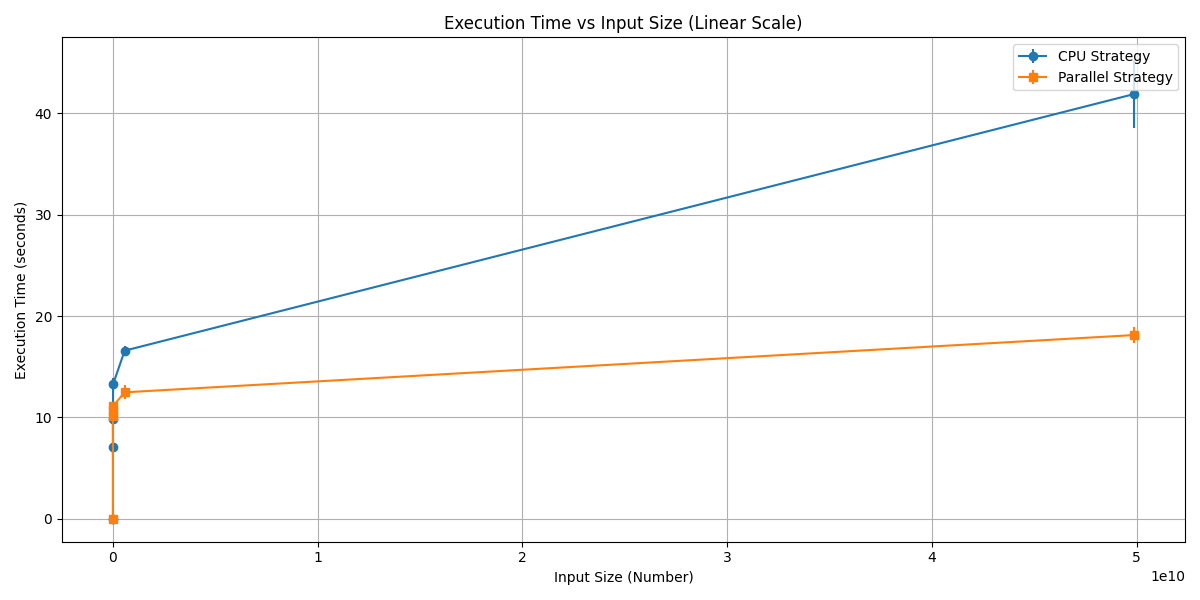 Execution Time vs Input Size (Linear Scale)
CPU Strategy
Parallel Strategy
Execution Time (seconds)
40
30
20
10
0
0 1 2 3 4 5
1e10
Input Size (Number)